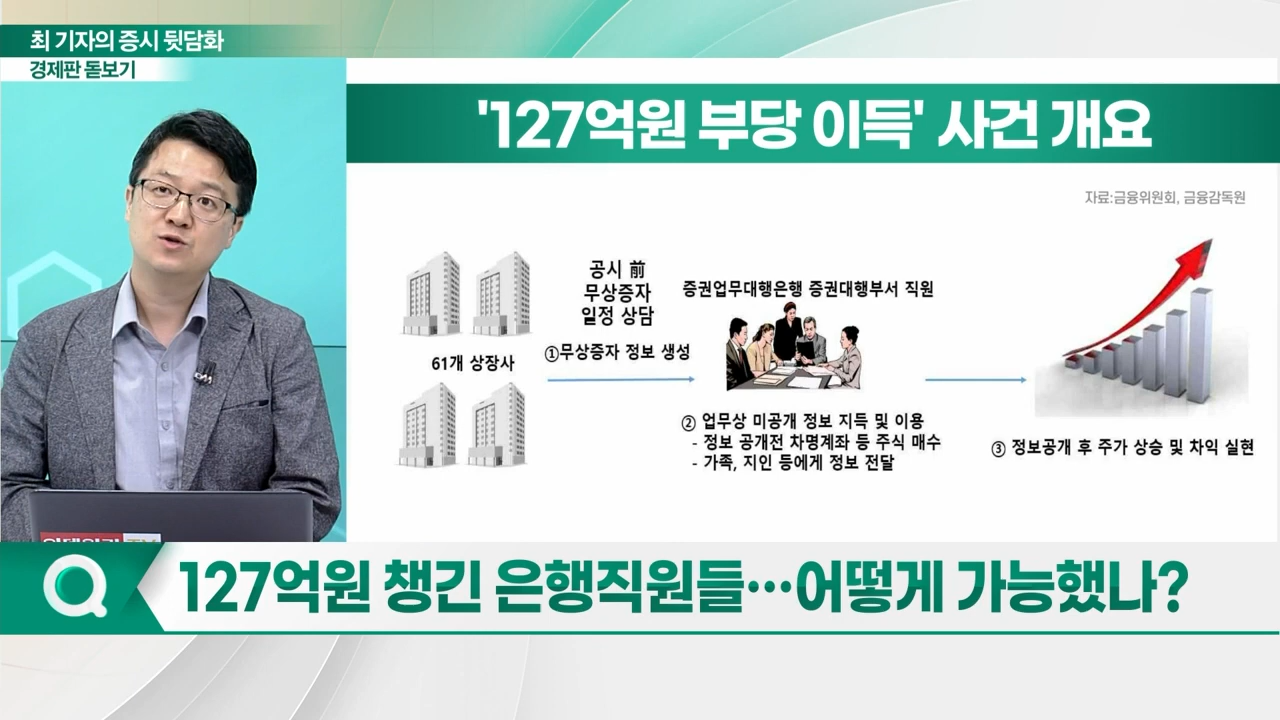 최 기자의 증시 뒷담화
경제판 돋보기
'127억원 부당 이득' 사건 개요
자료:금융위원회, 금융감독원
공시 前
무상증자
일정 상담
증권업무대행은행 증권대행부서 직원
61개 상장사
①무상증자 정보 생성
② 업무상 미공개 정보 지득 및 이용
- 정보 공개전 차명계좌 등 주식 매수
- 가족, 지인 등에게 정보 전달
③ 정보공개 후 주가 상승 및 차익 실현
127억원 챙긴 은행직원들…어떻게 가능했나?